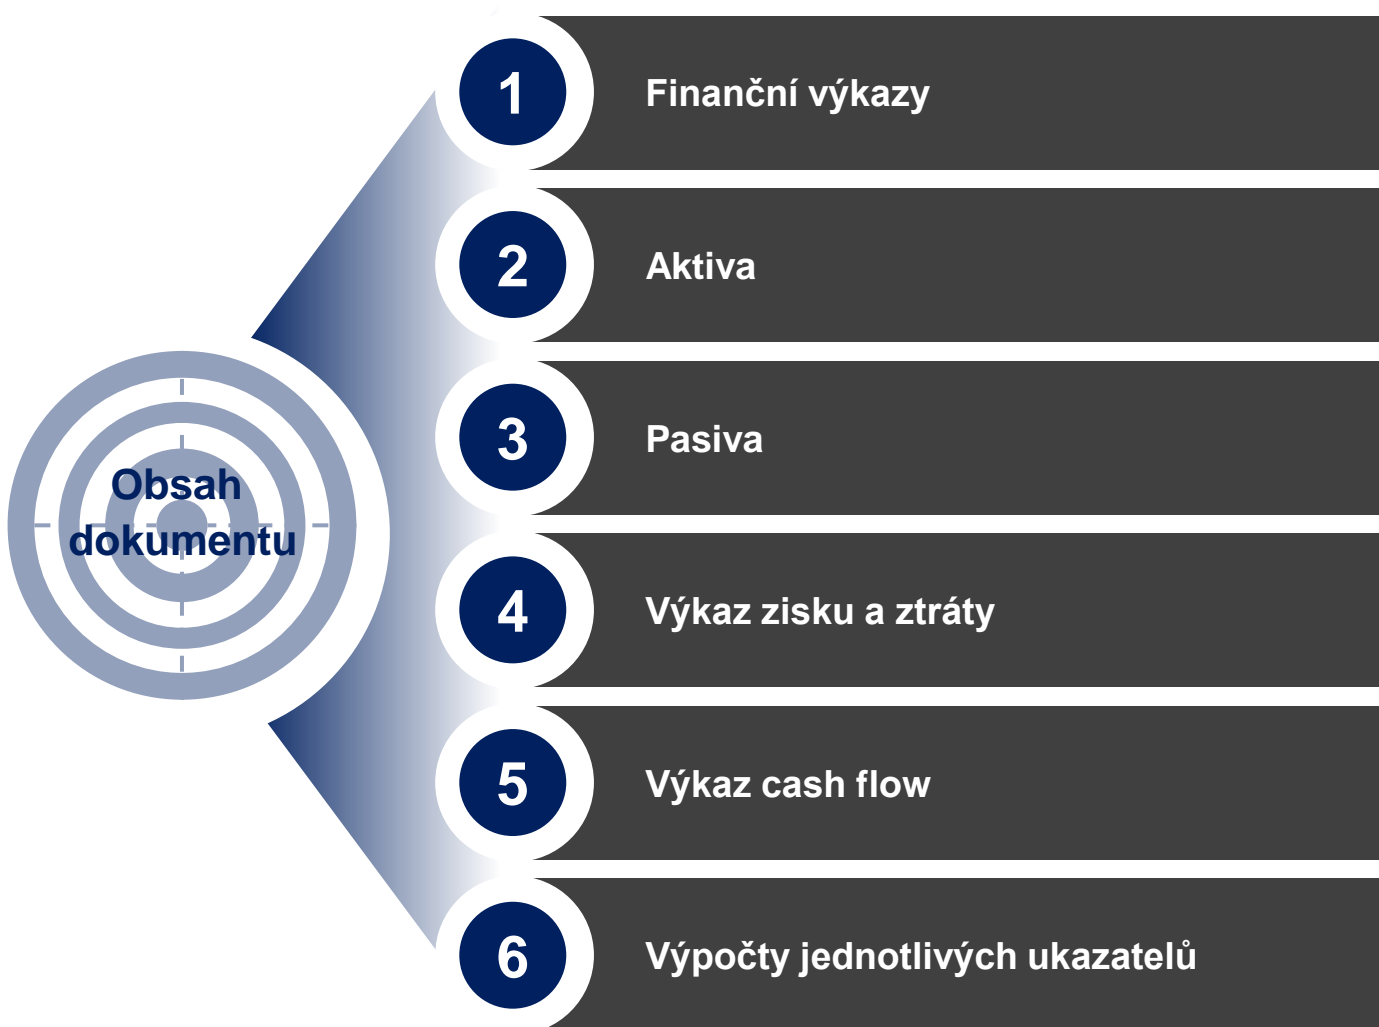 Obsah
dokumentu
1
Finanční výkazy
2
Aktiva
3
Pasiva
4
Výkaz zisku a ztráty
5
Výkaz cash flow
6
Výpočty jednotlivých ukazatelů